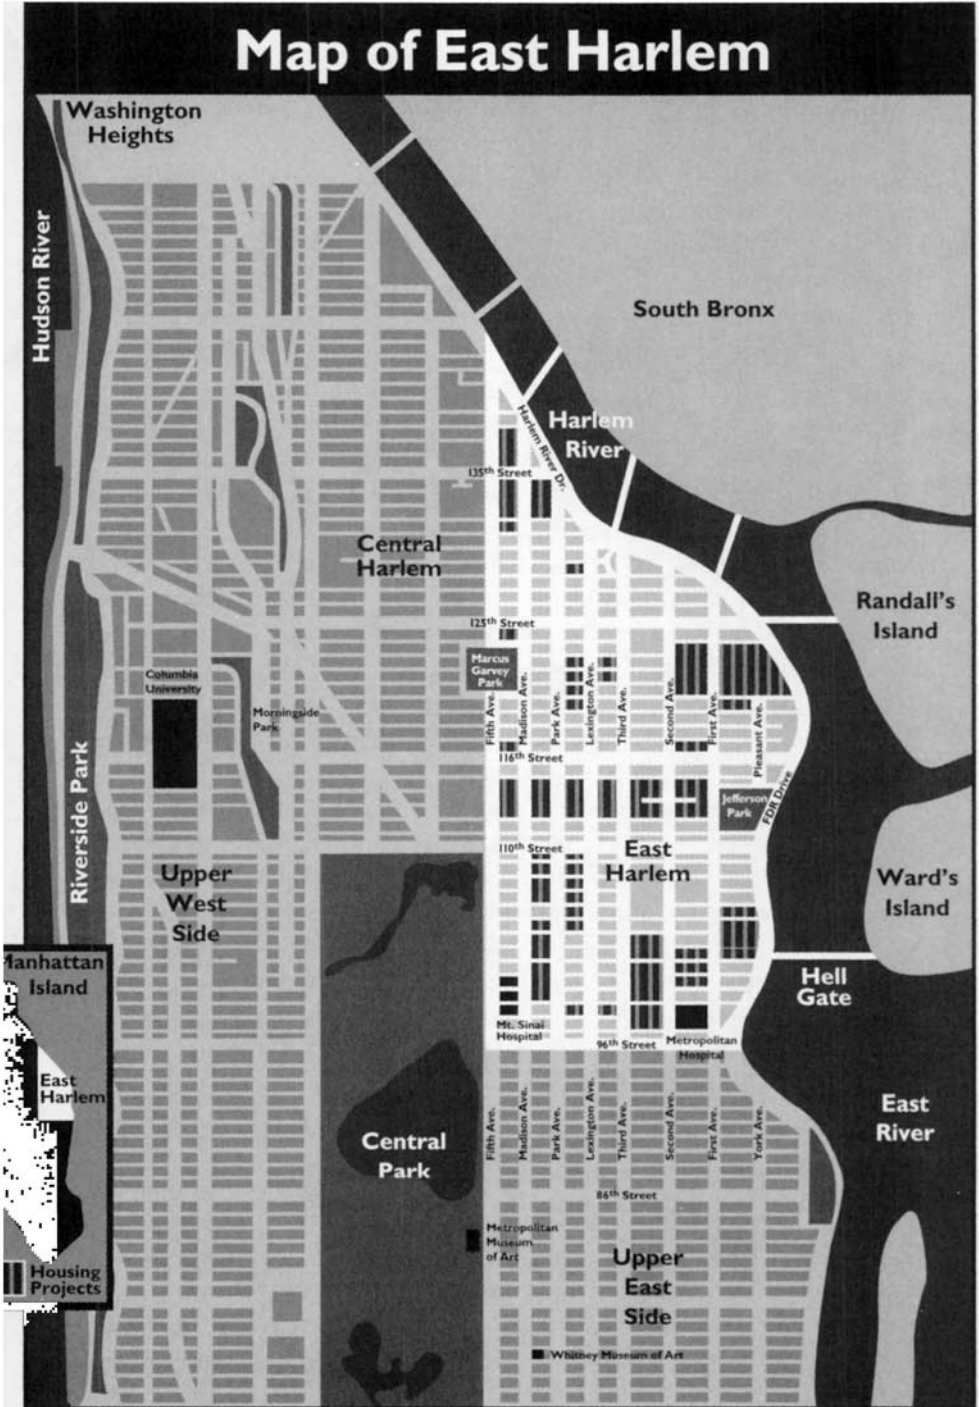 Map of East Harlem
Washington
Heights
Hudson River
South Bronx
Harlem
River
Harlem River Dr.
135th Street
Central
Harlem
125th Street
Randall's
Island
Marcus
Garvey
Park
Columbia
University
Morningside
Park
Fifth Ave.
Madison Ave.
Park Ave.
Lexington Ave.
Third Ave.
Second Ave.
First Ave.
Pleasant Ave.
116th Street
Riverside Park
Jefferson
Park
FDR Drive
110th Street
East
Harlem
Upper
West
Side
Ward's
Island
Manhattan
Island
Hell
Gate
Mt. Sinai
Hospital
96th Street
Metropolitan
Hospital
East
Harlem
Fifth Ave.
Madison Ave.
Park Ave.
Lexington Ave.
Third Ave.
Second Ave.
First Ave.
York Ave.
East
River
Central
Park
86th Street
Metropolitan
Museum
of Art
Housing
Projects
Upper
East
Side
Whitney Museum of Art